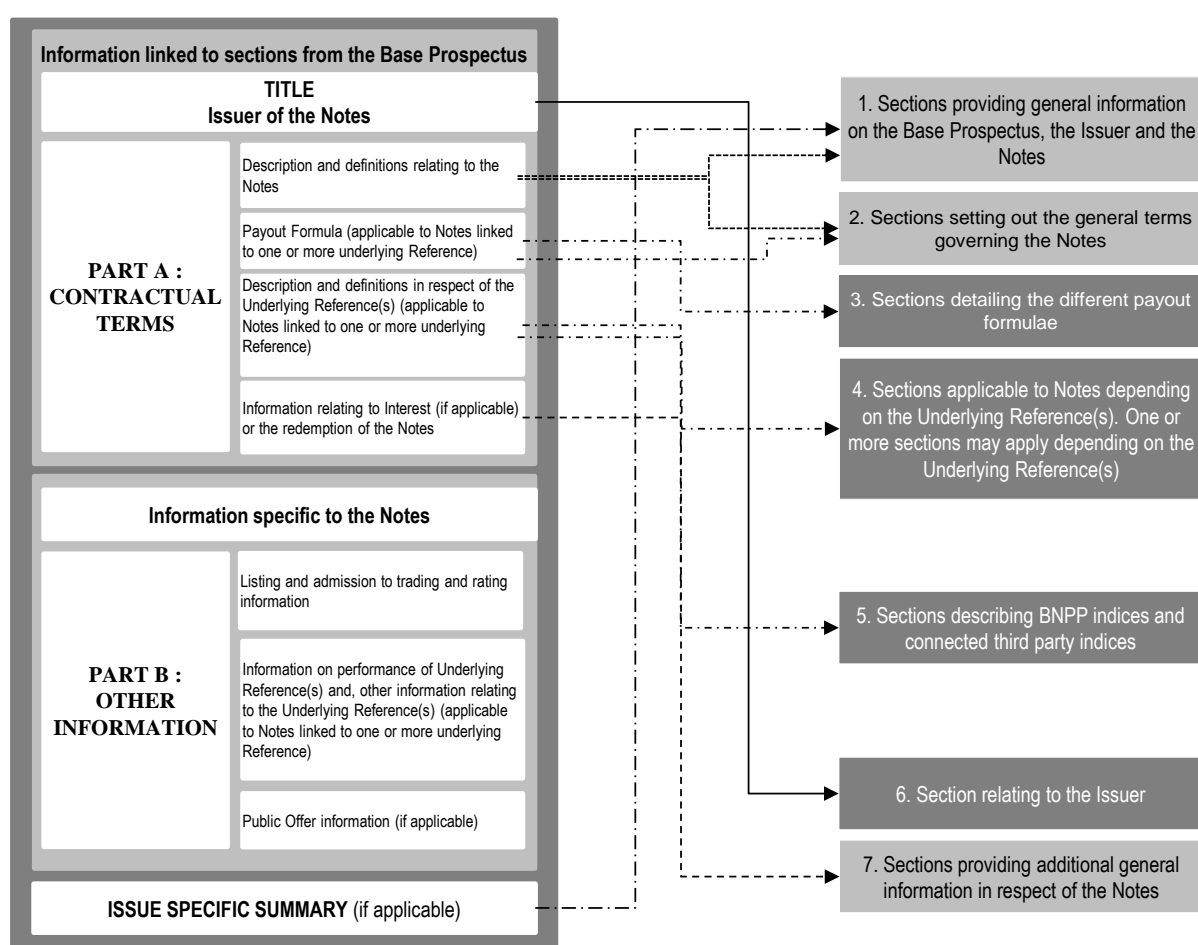 Information linked to sections from the Base Prospectus
TITLE
Issuer of the Notes
PART A :
CONTRACTUAL
TERMS
Description and definitions relating to the
Notes
Payout Formula (applicable to Notes linked
to one or more underlying Reference)
Description and definitions in respect of the
Underlying Reference(s) (applicable to
Notes linked to one or more underlying
Reference)
Information relating to Interest (if applicable)
or the redemption of the Notes
Information specific to the Notes
PART B :
OTHER
INFORMATION
Listing and admission to trading and rating
information
Information on performance of Underlying
Reference(s) and, other information relating
to the Underlying Reference(s) (applicable
to Notes linked to one or more underlying
Reference)
Public Offer information (if applicable)
ISSUE SPECIFIC SUMMARY (if applicable)
1. Sections providing general information
on the Base Prospectus, the Issuer and the
Notes
2. Sections setting out the general terms
governing the Notes
3. Sections detailing the different payout
formulae
4. Sections applicable to Notes depending
on the Underlying Reference(s). One or
more sections may apply depending on the
Underlying Reference(s)
5. Sections describing BNPP indices and
connected third party indices
6. Section relating to the Issuer
7. Sections providing additional general
information in respect of the Notes